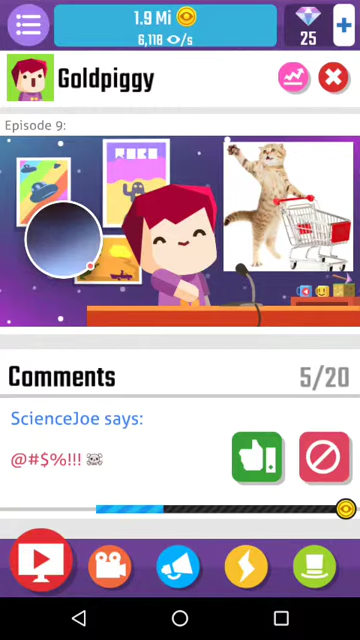 1.9 Mi
6,118 /s
25
Goldpiggy
Episode 9:
Comments
5/20
ScienceJoe says:
@#$%!!!